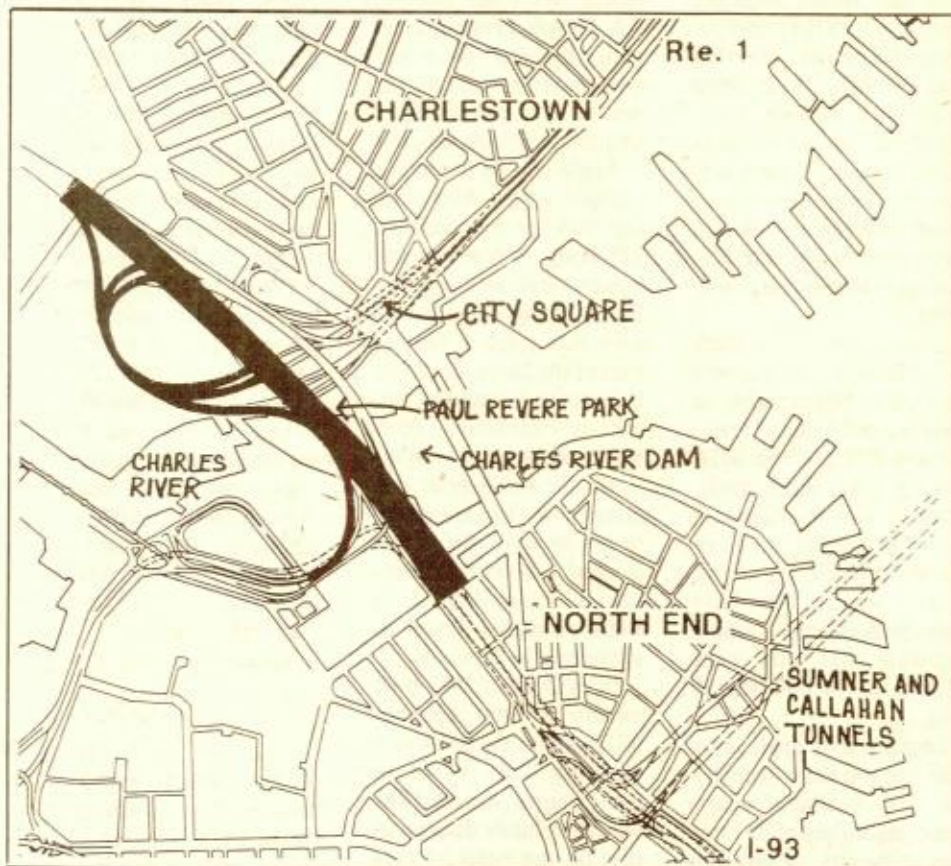 Rte. 1
CHARLESTOWN
CITY SQUARE
PAUL REVERE PARK
CHARLES RIVER DAM
CHARLES
RIVER
NORTH END
SUMNER AND
CALLAHAN
TUNNELS
I-93